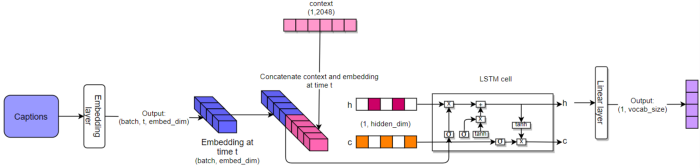 context
(1,2048)
Captions
Embedding
layer
Output:
(batch, t, embed_dim)
Embedding at
time t
(batch, embed_dim)
Concatenate context and embedding
at time t
h
(1, hidden_dim)
c
LSTM cell
x
+
σ
x
σ
tanh
σ
x
tanh
h
c
Linear layer
Output:
(1, vocab_size)